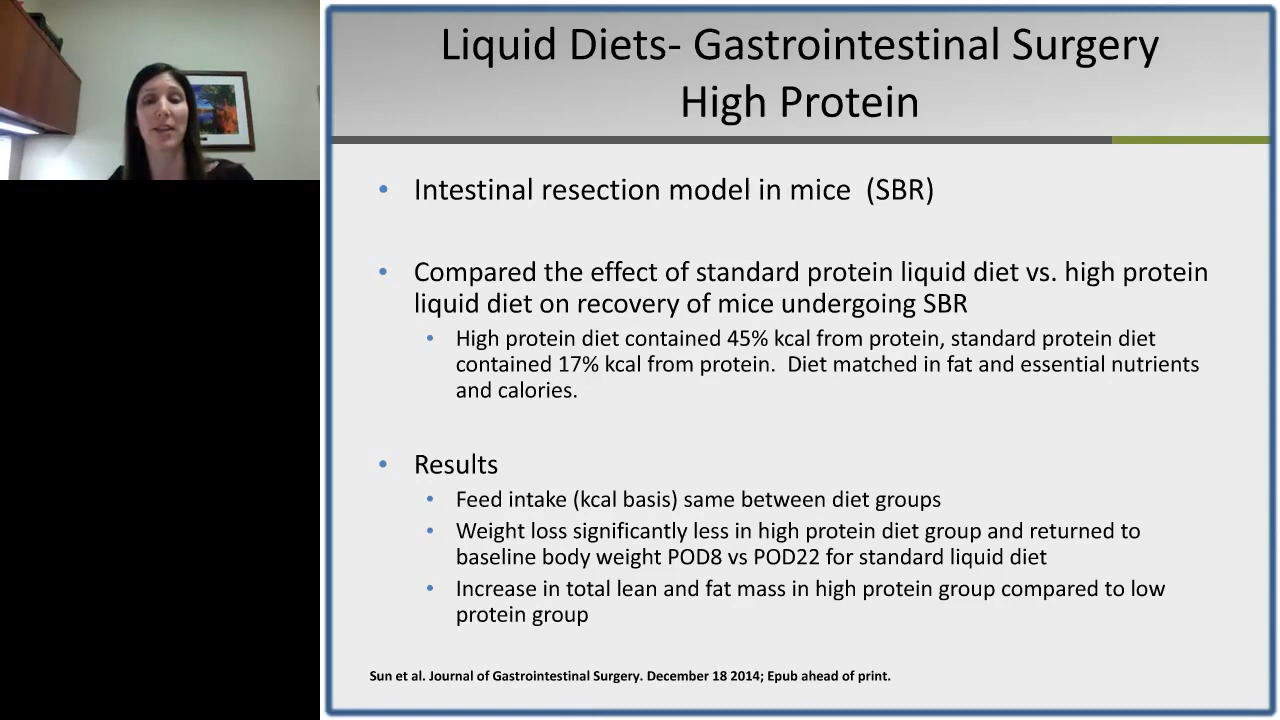 Liquid Diets- Gastrointestinal Surgery
High Protein
• Intestinal resection model in mice (SBR)
• Compared the effect of standard protein liquid diet vs. high protein
liquid diet on recovery of mice undergoing SBR
• High protein diet contained 45% kcal from protein, standard protein diet
contained 17% kcal from protein. Diet matched in fat and essential nutrients
and calories.
• Results
• Feed intake (kcal basis) same between diet groups
• Weight loss significantly less in high protein diet group and returned to
baseline body weight POD8 vs POD22 for standard liquid diet
• Increase in total lean and fat mass in high protein group compared to low
protein group
Sun et al. Journal of Gastrointestinal Surgery. December 18 2014; Epub ahead of print.